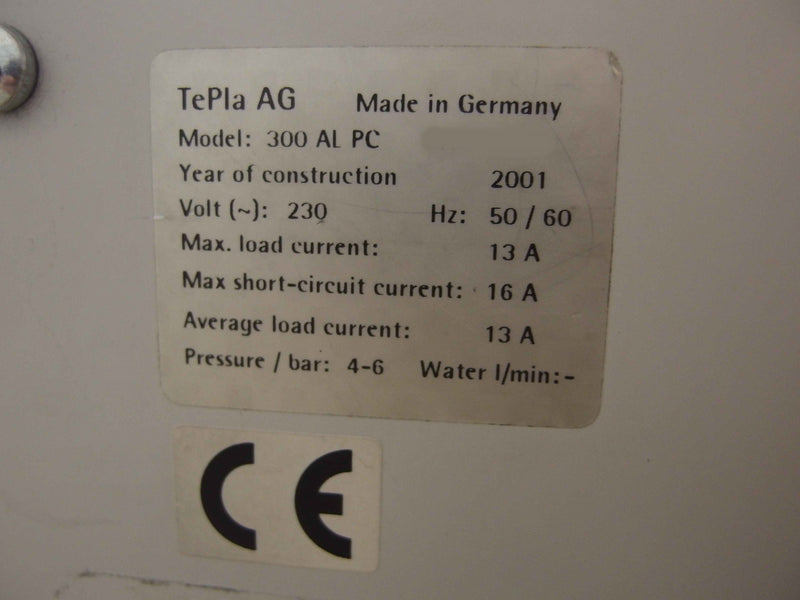 TePla AG Made in Germany
Model: 300 AL PC
Year of construction 2001
Volt (~): 230 Hz: 50 / 60
Max. load current: 13 A
Max short-circuit current: 16 A
Average load current: 13 A
Pressure / bar: 4-6 Water l/min:-
CE